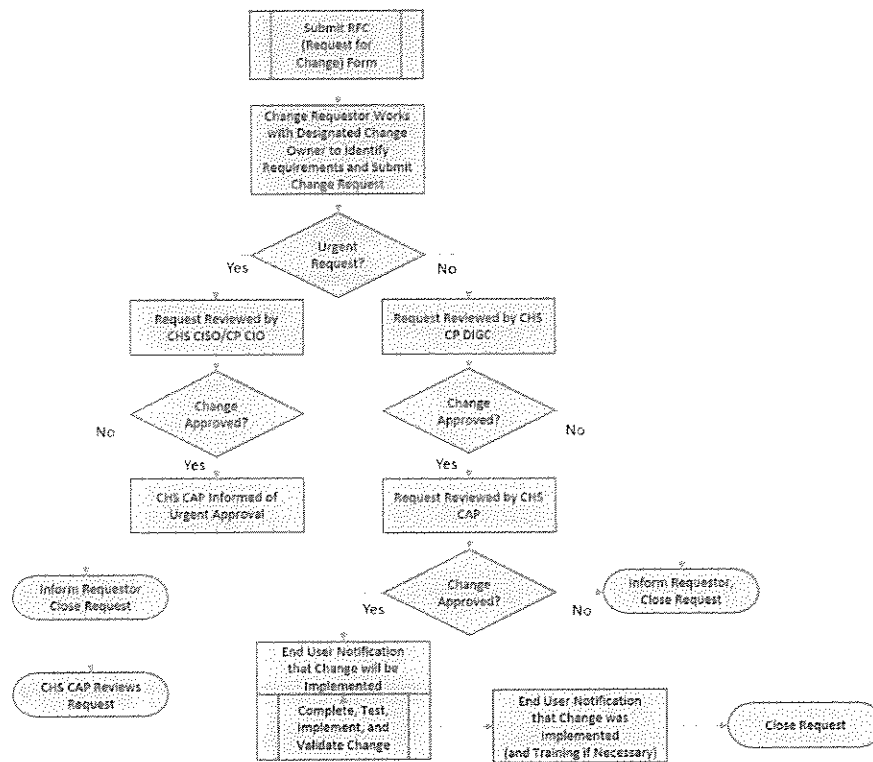 Submit RFC
(Request for
Change) Form
Change Requestor Works
with Designated Change
Owner to Identify
Requirements and Submit
Change Request
Urgent
Request?
Yes
No
Request Reviewed by
CHS CISO/CP CIO
Request Reviewed by CHS
CP DIGC
Change
Approved?
Change
Approved?
No
No
Yes
Yes
CHS CAP Informed of
Urgent Approval
Request Reviewed by CHS
CAP
Inform Requestor
Close Request
Change
Approved?
Inform Requestor,
Close Request
Yes
No
End User Notification
that Change will be
Implemented
CHS CAP Reviews
Request
Complete, Test,
Implement, and
Validate Change
End User Notification
that Change was
Implemented
(and Training if Necessary)
Close Request